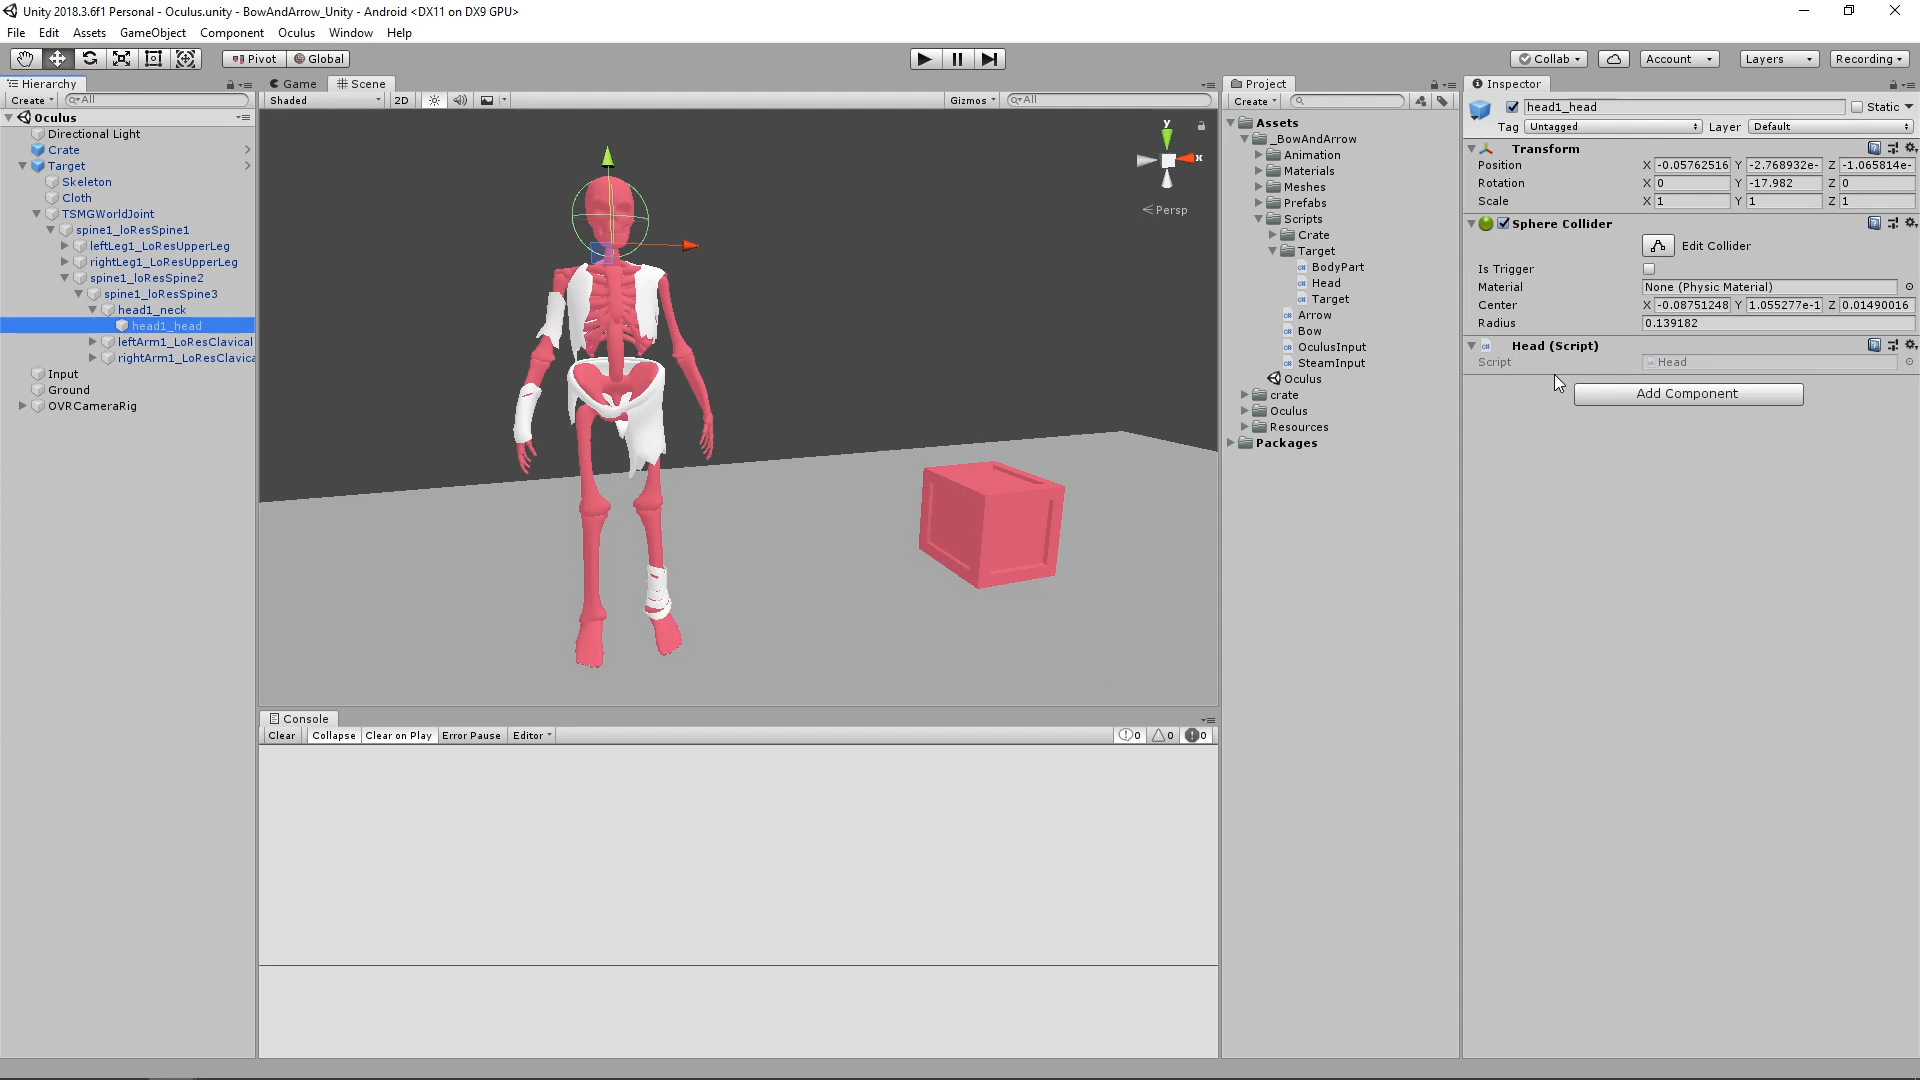 Unity 2018.3.6f1 Personal - Oculus.unity - BowAndArrow_Unity - Android <DX11 on DX9 GPU>
File Edit Assets GameObject Component Oculus Window Help
Pivot Global Collab Account Layers Recording
Hierarchy
Create All
Oculus
Directional Light
Crate
Target
Skeleton
Cloth
TSMGWorldJoint
spine1_loResSpine1
leftLeg1_LoResUpperLeg
rightLeg1_LoResUpperLeg
spine1_loResSpine2
spine1_loResSpine3
head1_neck
head1_head
leftArm1_LoResClavical
rightArm1_LoResClavica
Input
Ground
OVRCameraRig
Game Scene
Shaded 2D Gizmos All
y
x
Persp
Console
Clear Collapse Clear on Play Error Pause Editor 0 0 0
Project
Create
Assets
_BowAndArrow
Animation
Materials
Meshes
Prefabs
Scripts
Crate
Target
BodyPart
Head
Target
Arrow
Bow
OculusInput
SteamInput
Oculus
crate
Oculus
Resources
Packages
Inspector
head1_head Static
Tag Untagged Layer Default
Transform
Position X -0.05762516 Y -2.768932e- Z -1.065814e-
Rotation X 0 Y -17.982 Z 0
Scale X 1 Y 1 Z 1
Sphere Collider
Edit Collider
Is Trigger
Material None (Physic Material)
Center X -0.08751248 Y 1.055277e-1 Z 0.01490016
Radius 0.139182
Head (Script)
Script Head
Add Component